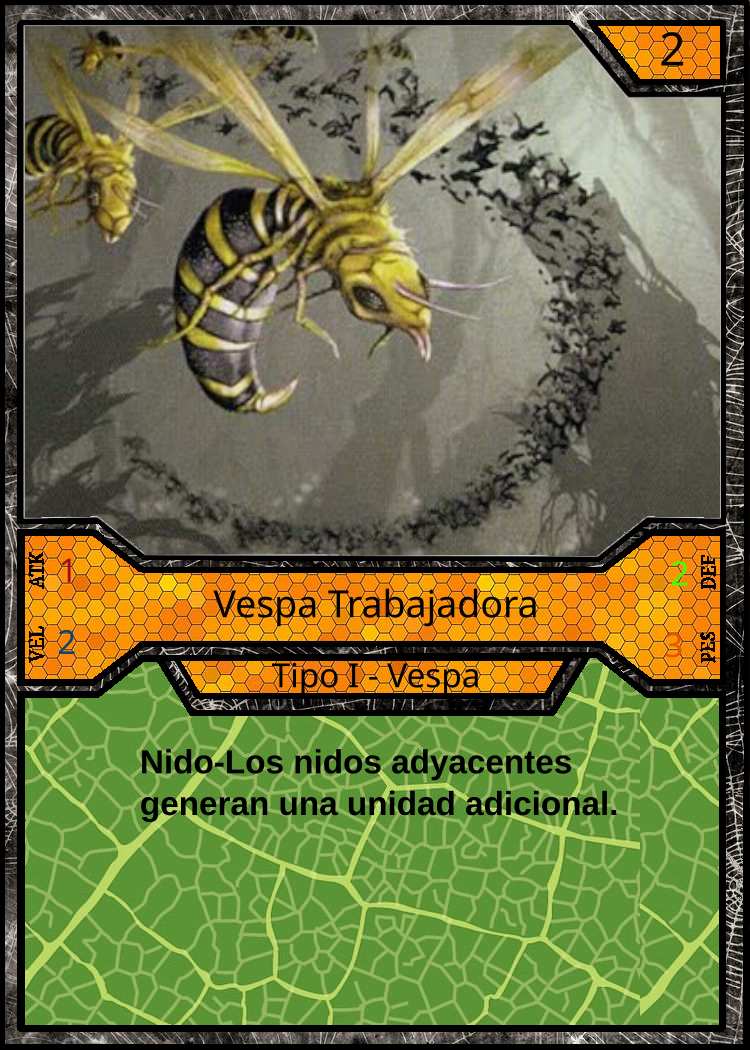 2
ATK 1
2 DEF
Vespa Trabajadora
VEL 2
3 PES
Tipo I - Vespa
Nido-Los nidos adyacentes
generan una unidad adicional.